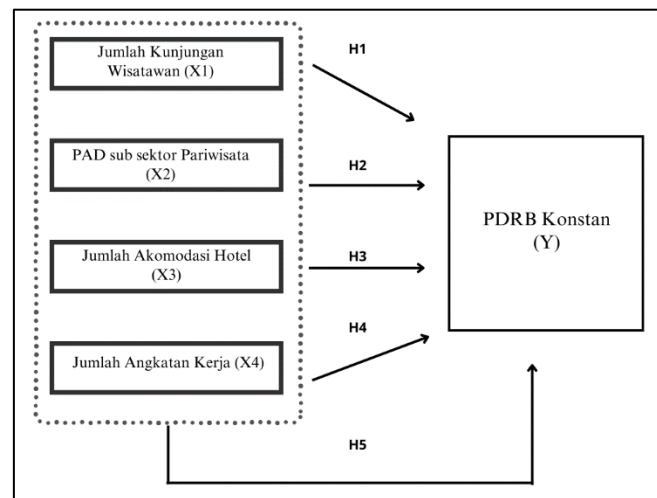 Jumlah Kunjungan
Wisatawan (X1)
H1
PAD sub sektor Pariwisata
(X2)
H2
Jumlah Akomodasi Hotel
(X3)
H3
Jumlah Angkatan Kerja (X4)
H4
PDRB Konstan
(Y)
H5